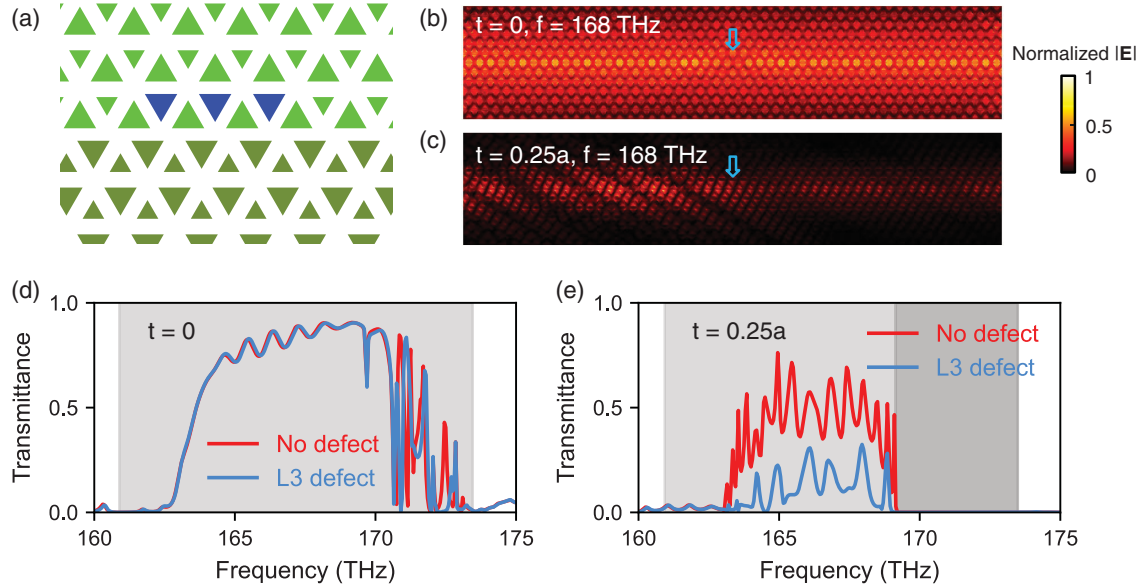 (a)
(b)
t = 0, f = 168 THz
(c)
t = 0.25a, f = 168 THz
Normalized |E|
1
0.5
0
(d)
t = 0
No defect
L3 defect
Transmittance
1.0
0.5
0.0
160
165
170
175
Frequency (THz)
(e)
t = 0.25a
No defect
L3 defect
Transmittance
1.0
0.5
0.0
160
165
170
175
Frequency (THz)